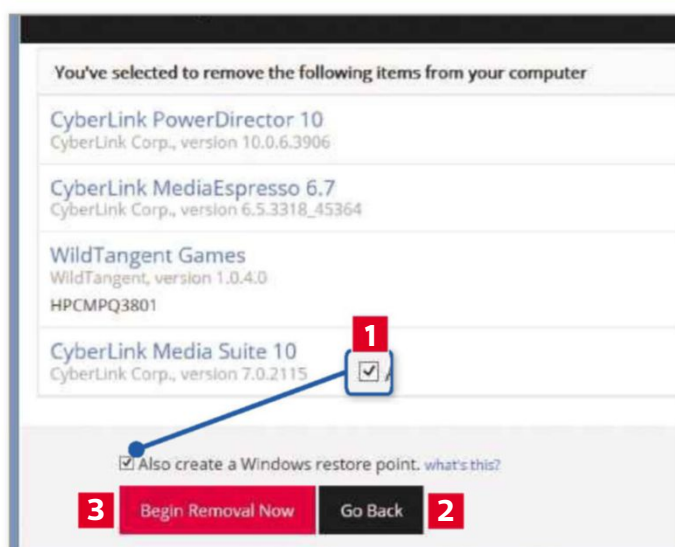 You've selected to remove the following items from your computer
CyberLink PowerDirector 10
CyberLink Corp., version 10.0.6.3906
CyberLink MediaEspresso 6.7
CyberLink Corp., version 6.5.3318_45364
WildTangent Games
WildTangent, version 1.0.4.0
HPCMPQ3801
1
CyberLink Media Suite 10
CyberLink Corp., version 7.0.2115
Also create a Windows restore point. what's this?
3 Begin Removal Now Go Back 2